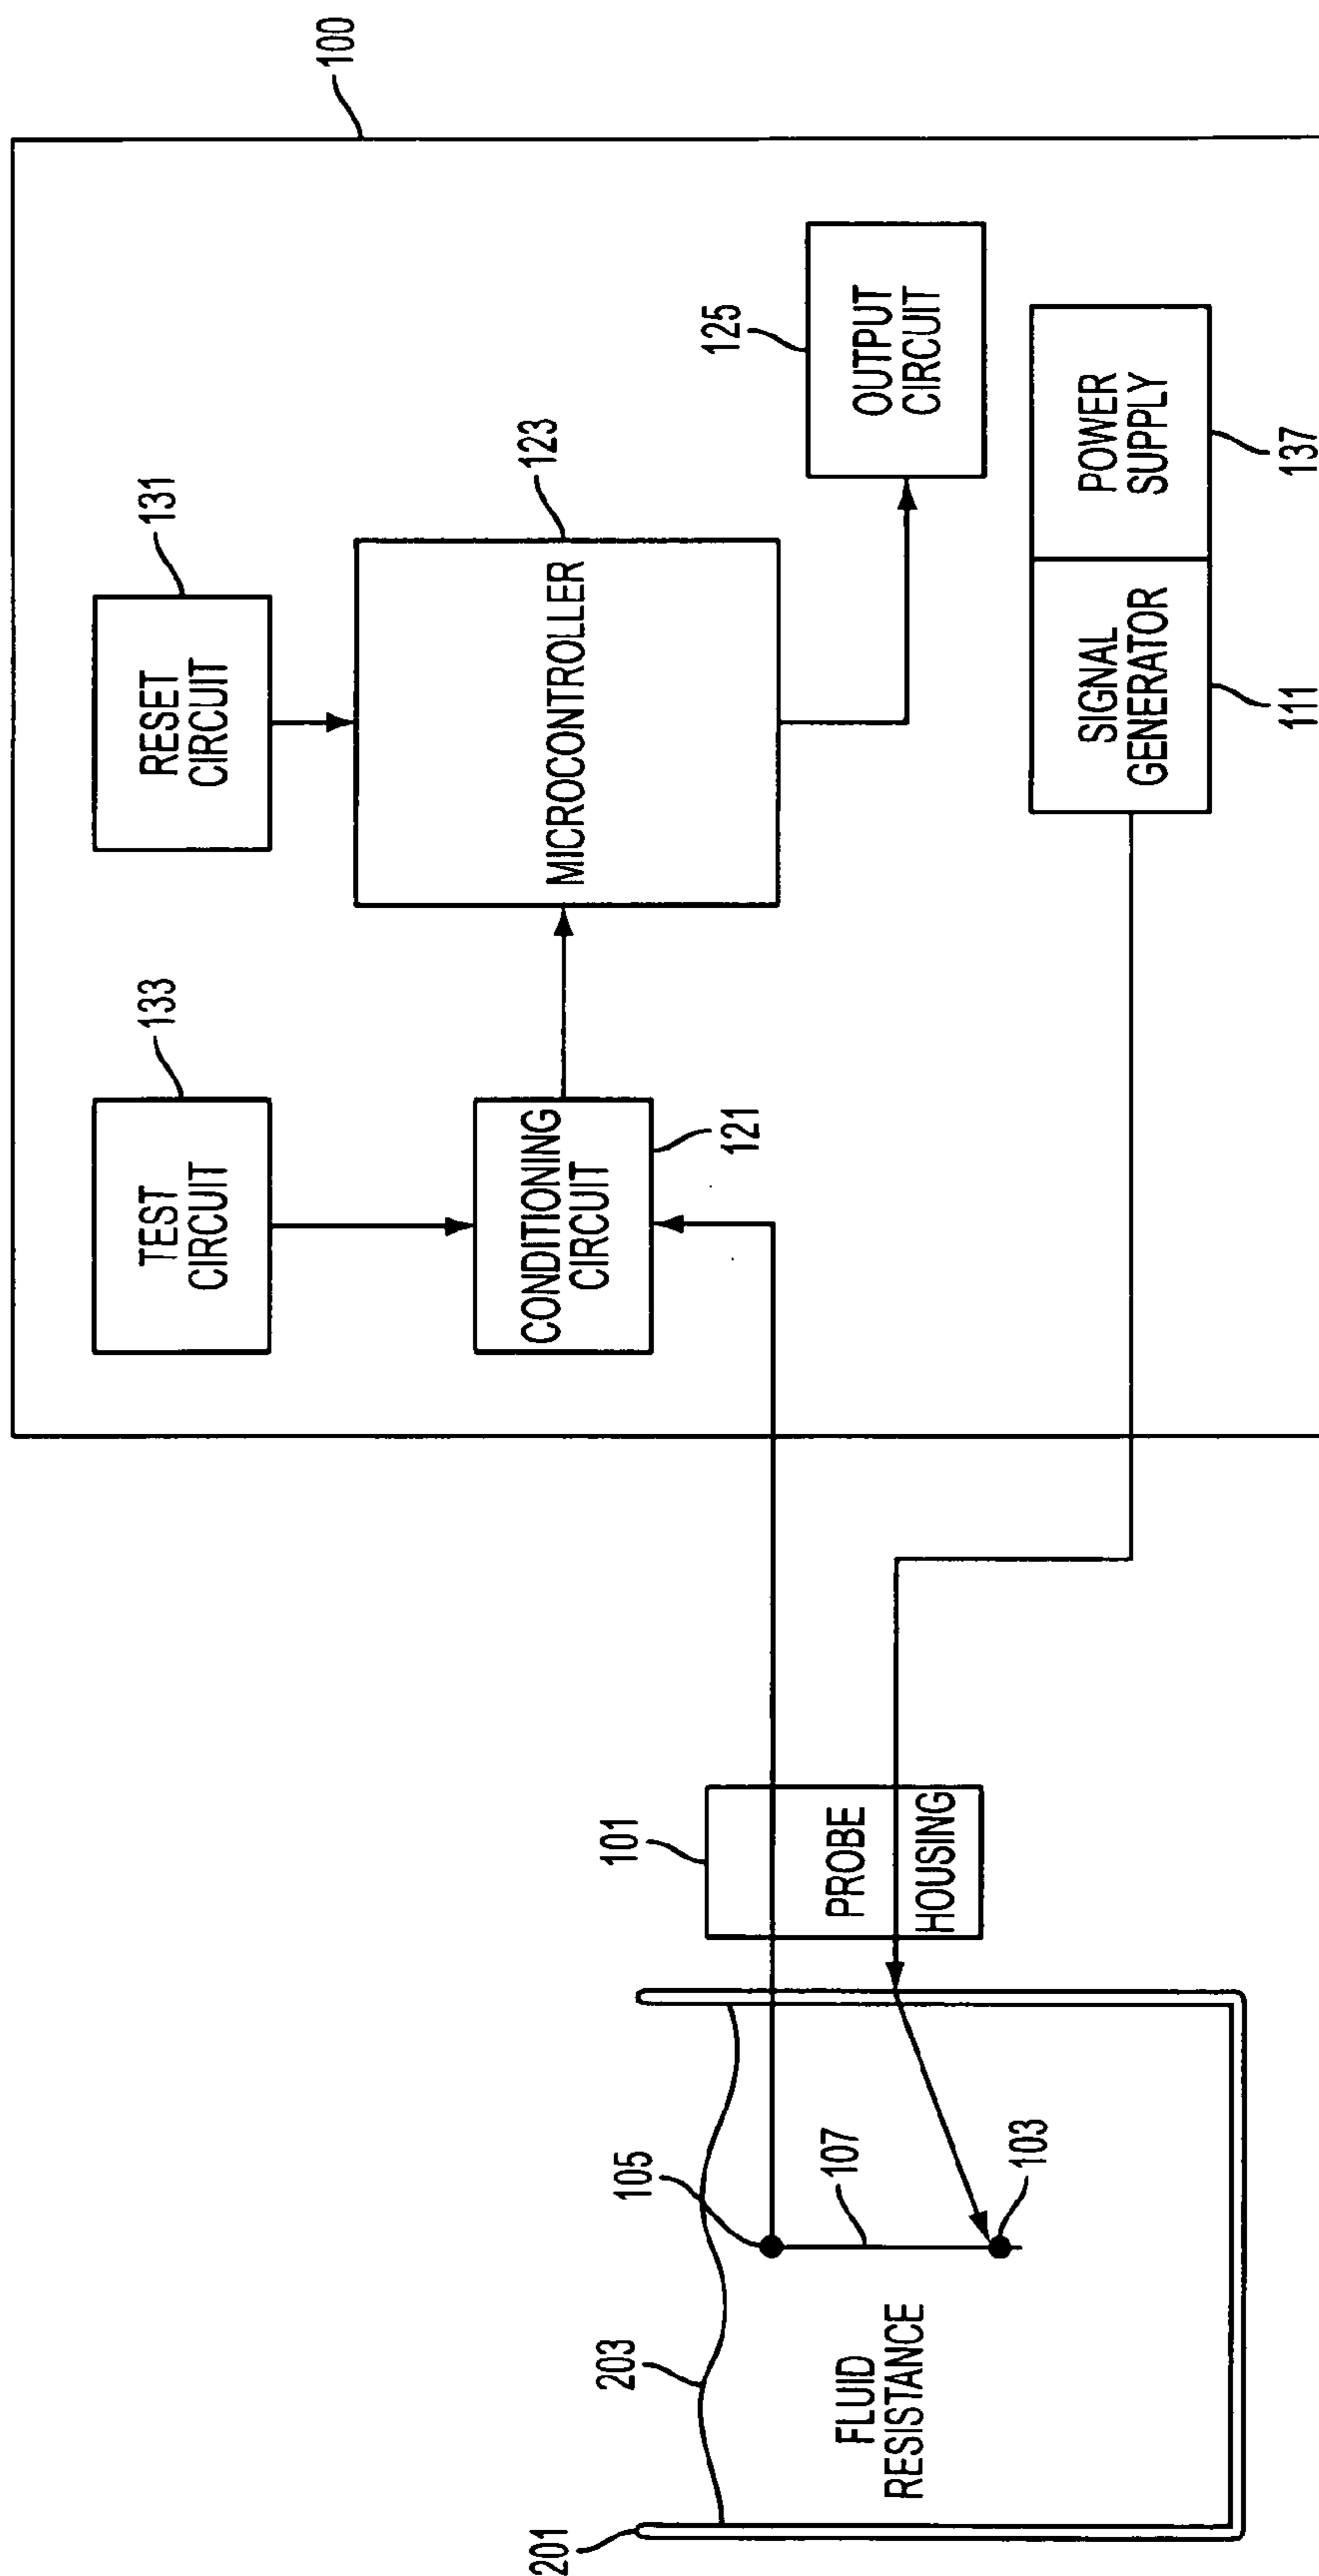 100
131
RESET
CIRCUIT
123
MICROCONTROLLER
125
OUTPUT
CIRCUIT
POWER
SUPPLY
137
SIGNAL
GENERATOR
111
133
TEST
CIRCUIT
CONDITIONING
CIRCUIT
121
101
PROBE
HOUSING
105
107
103
203
FLUID
RESISTANCE
201